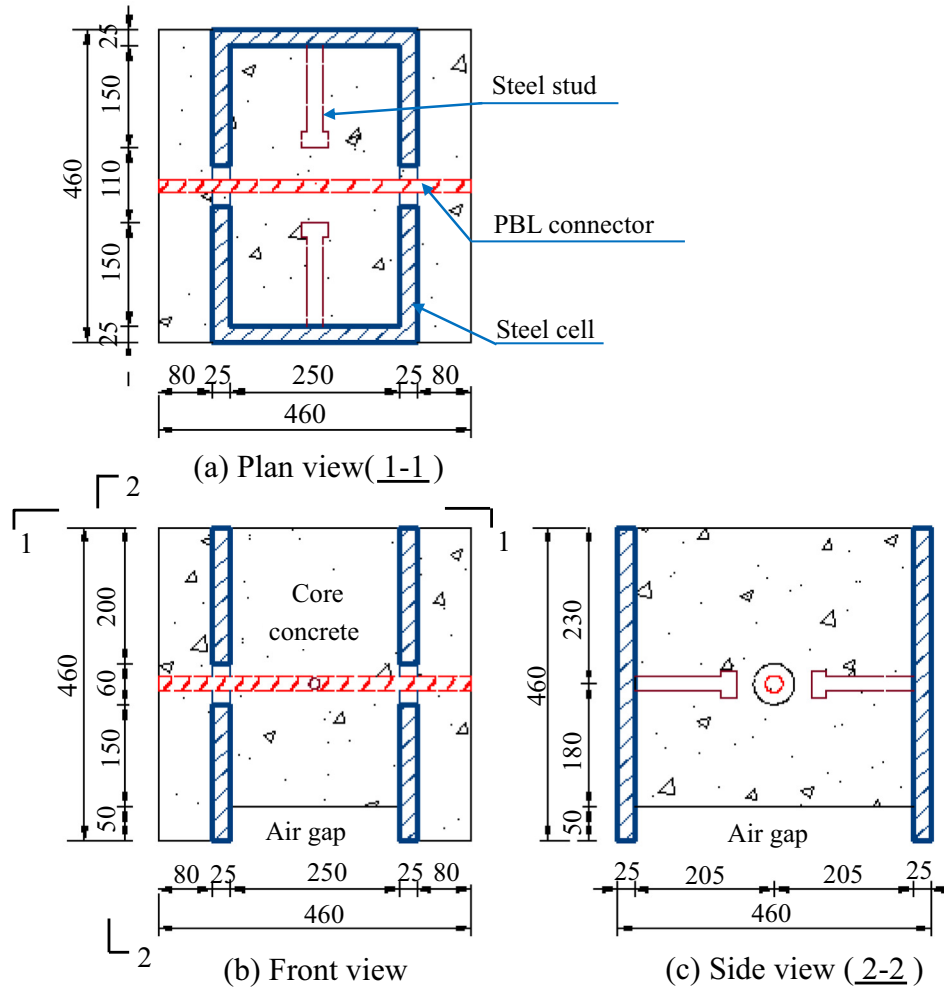 25
150
110
150
25
460
Steel stud
PBL connector
Steel cell
80 25 250 25 80
460
(a) Plan view( 1-1 )
2
1
1
200
60
150
50
460
Core
concrete
Air gap
80 25 250 25 80
460
2
(b) Front view
230
180
50
460
Air gap
25 205 205 25
460
(c) Side view ( 2-2 )